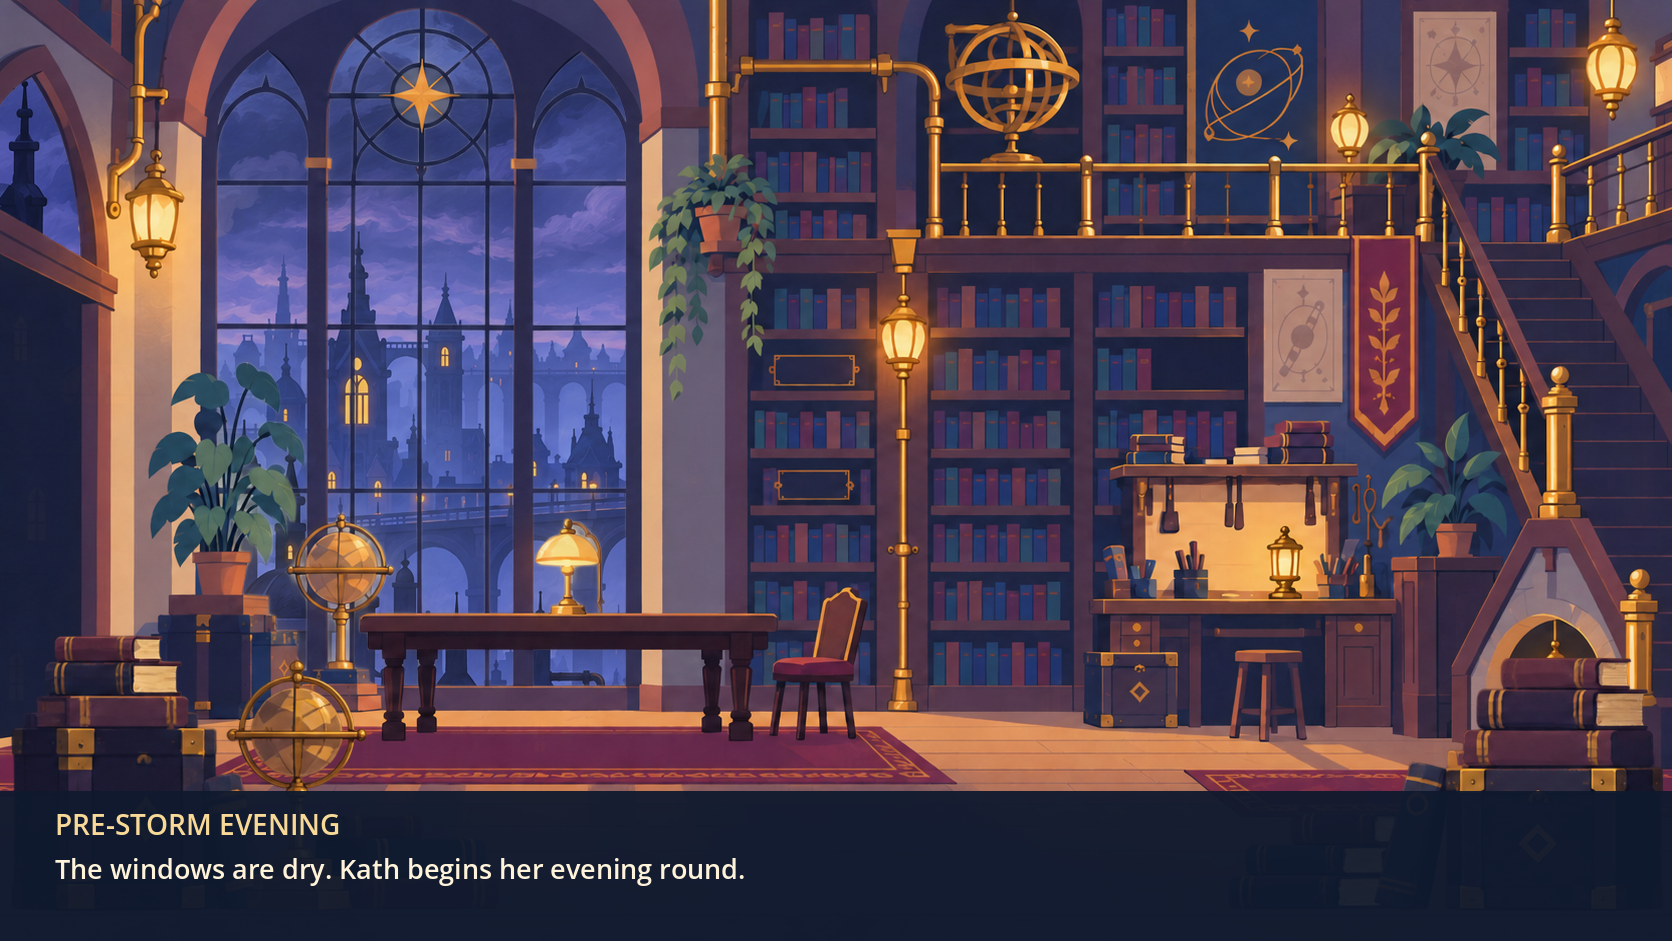 PRE-STORM EVENING
The windows are dry. Kath begins her evening round.